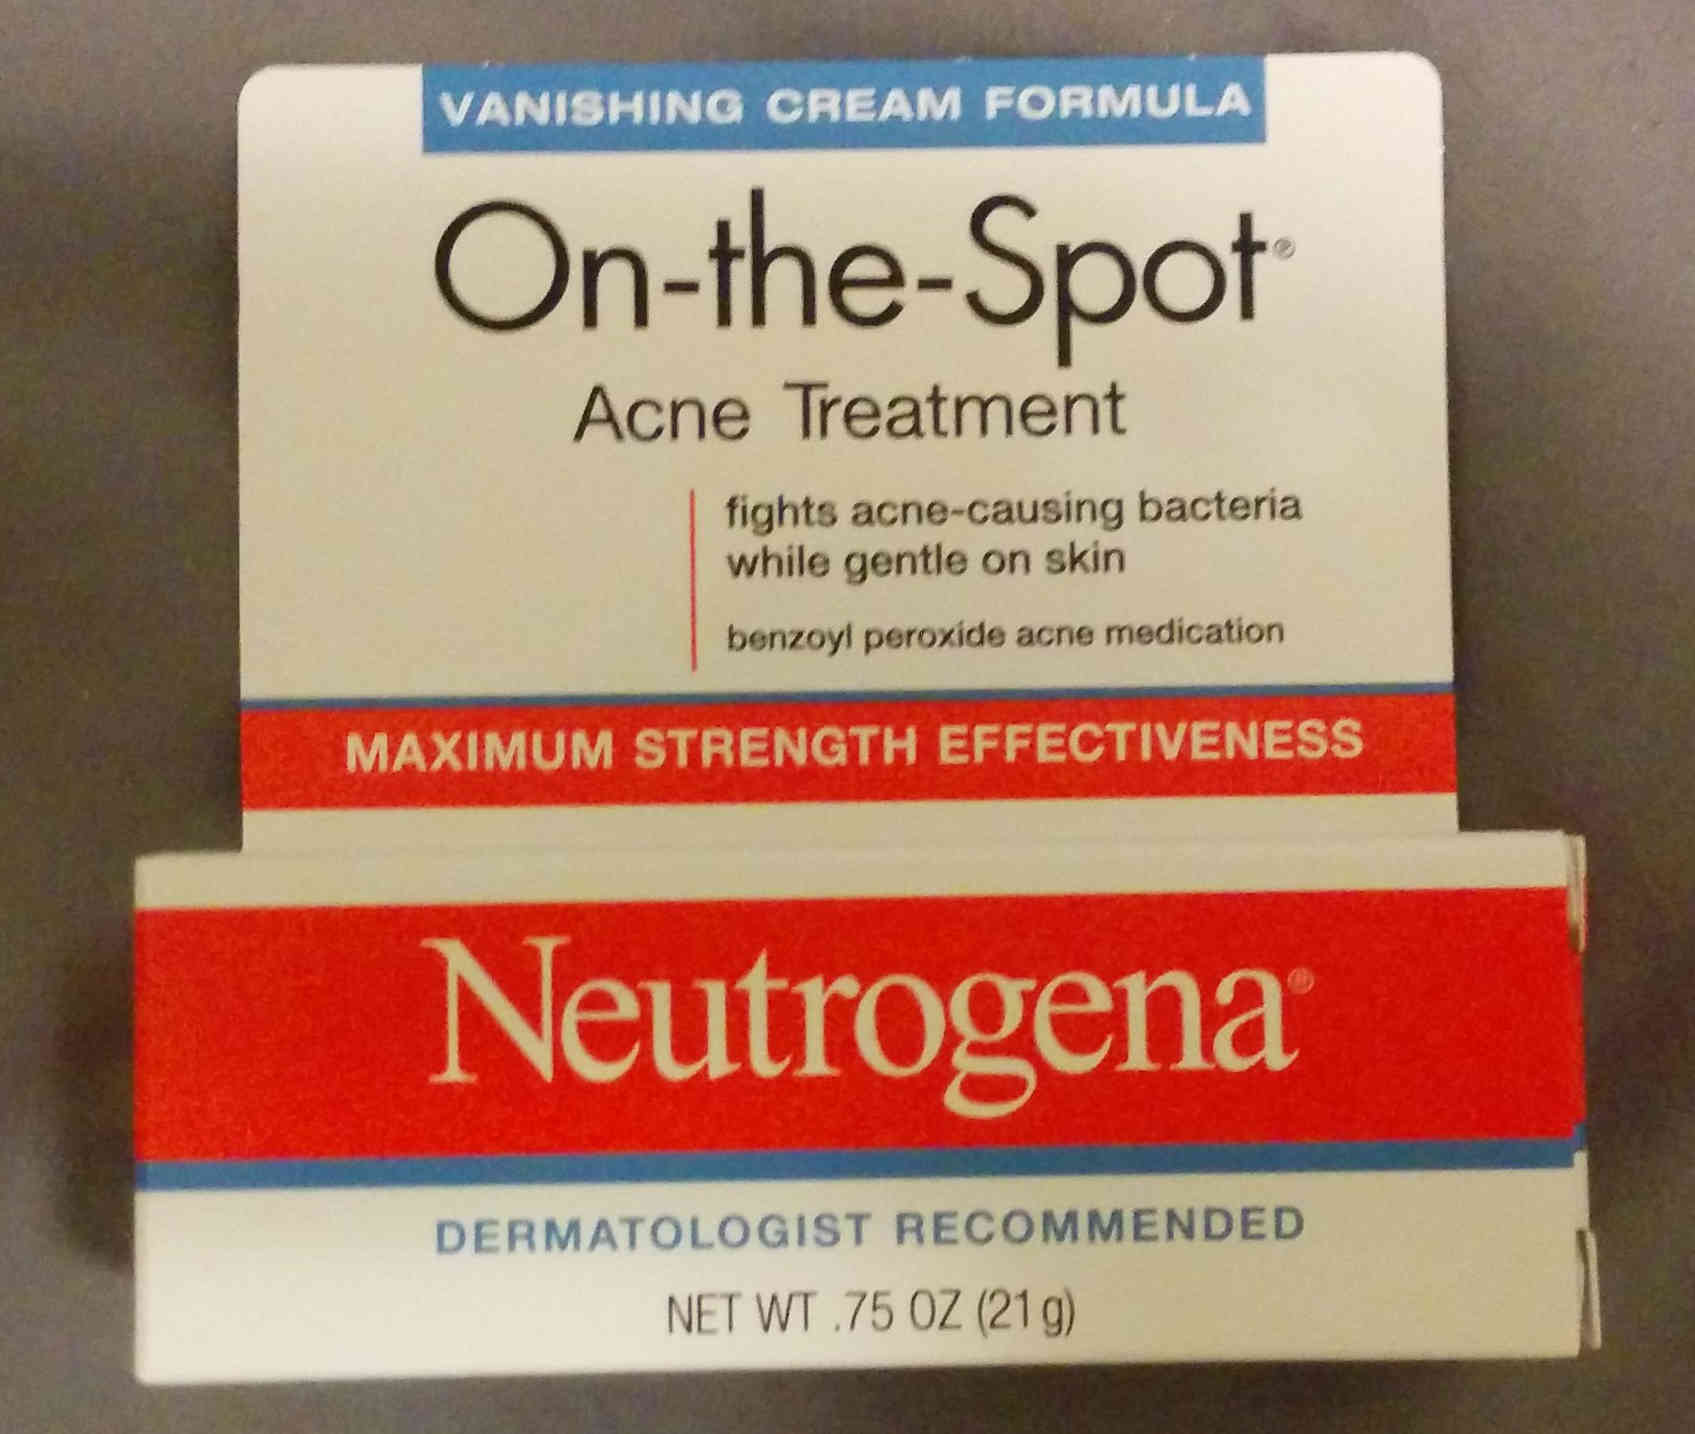 VANISHING CREAM FORMULA
On-the-Spot®
Acne Treatment
fights acne-causing bacteria
while gentle on skin
benzoyl peroxide acne medication
MAXIMUM STRENGTH EFFECTIVENESS
Neutrogena®
DERMATOLOGIST RECOMMENDED
NET WT .75 OZ (21 g)